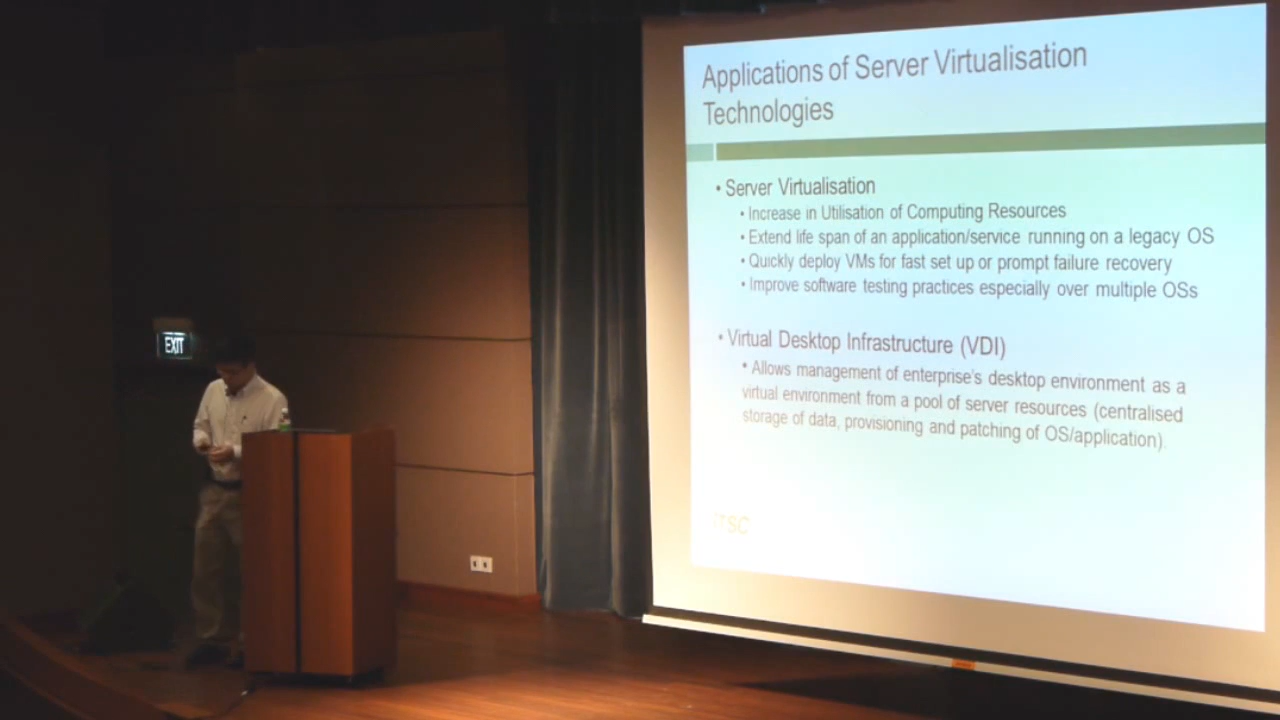 Applications of Server Virtualisation
Technologies
• Server Virtualisation
• Increase in Utilisation of Computing Resources
• Extend life span of an application/service running on a legacy OS
• Quickly deploy VMs for fast set up or prompt failure recovery
• Improve software testing practices especially over multiple OSs
• Virtual Desktop Infrastructure (VDI)
• Allows management of enterprise's desktop environment as a
virtual environment from a pool of server resources (centralised
storage of data, provisioning and patching of OS/application).
EXIT